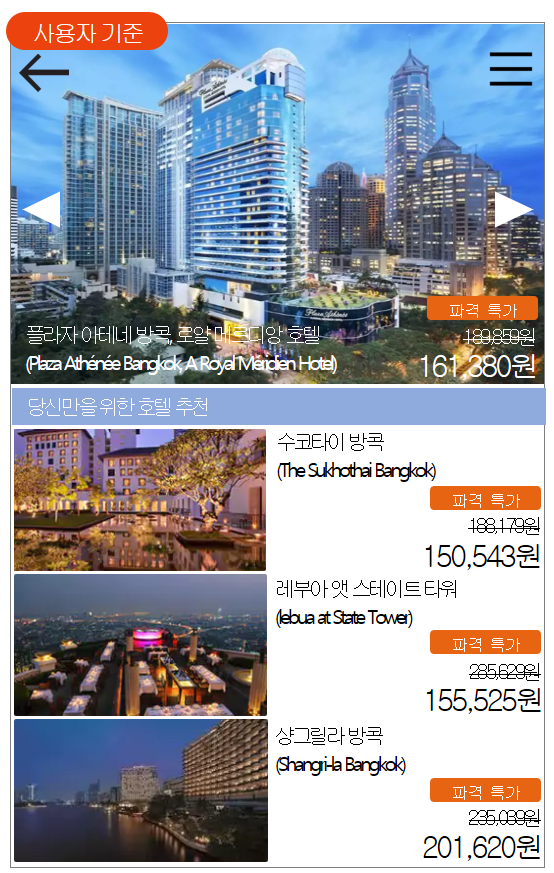 사용자 기준
파격 특가
플라자 아테네 방콕, 로얄 메르디앙 호텔
189,859원
(Plaza Athénée Bangkok, A Royal Méridien Hotel)
161,380원
당신만을 위한 호텔 추천
수코타이 방콕
(The Sukhothai Bangkok)
파격 특가
188,179원
150,543원
레부아 앳 스테이트 타워
(lebua at State Tower)
파격 특가
285,629원
155,525원
샹그릴라 방콕
(Shangri-la Bangkok)
파격 특가
235,039원
201,620원